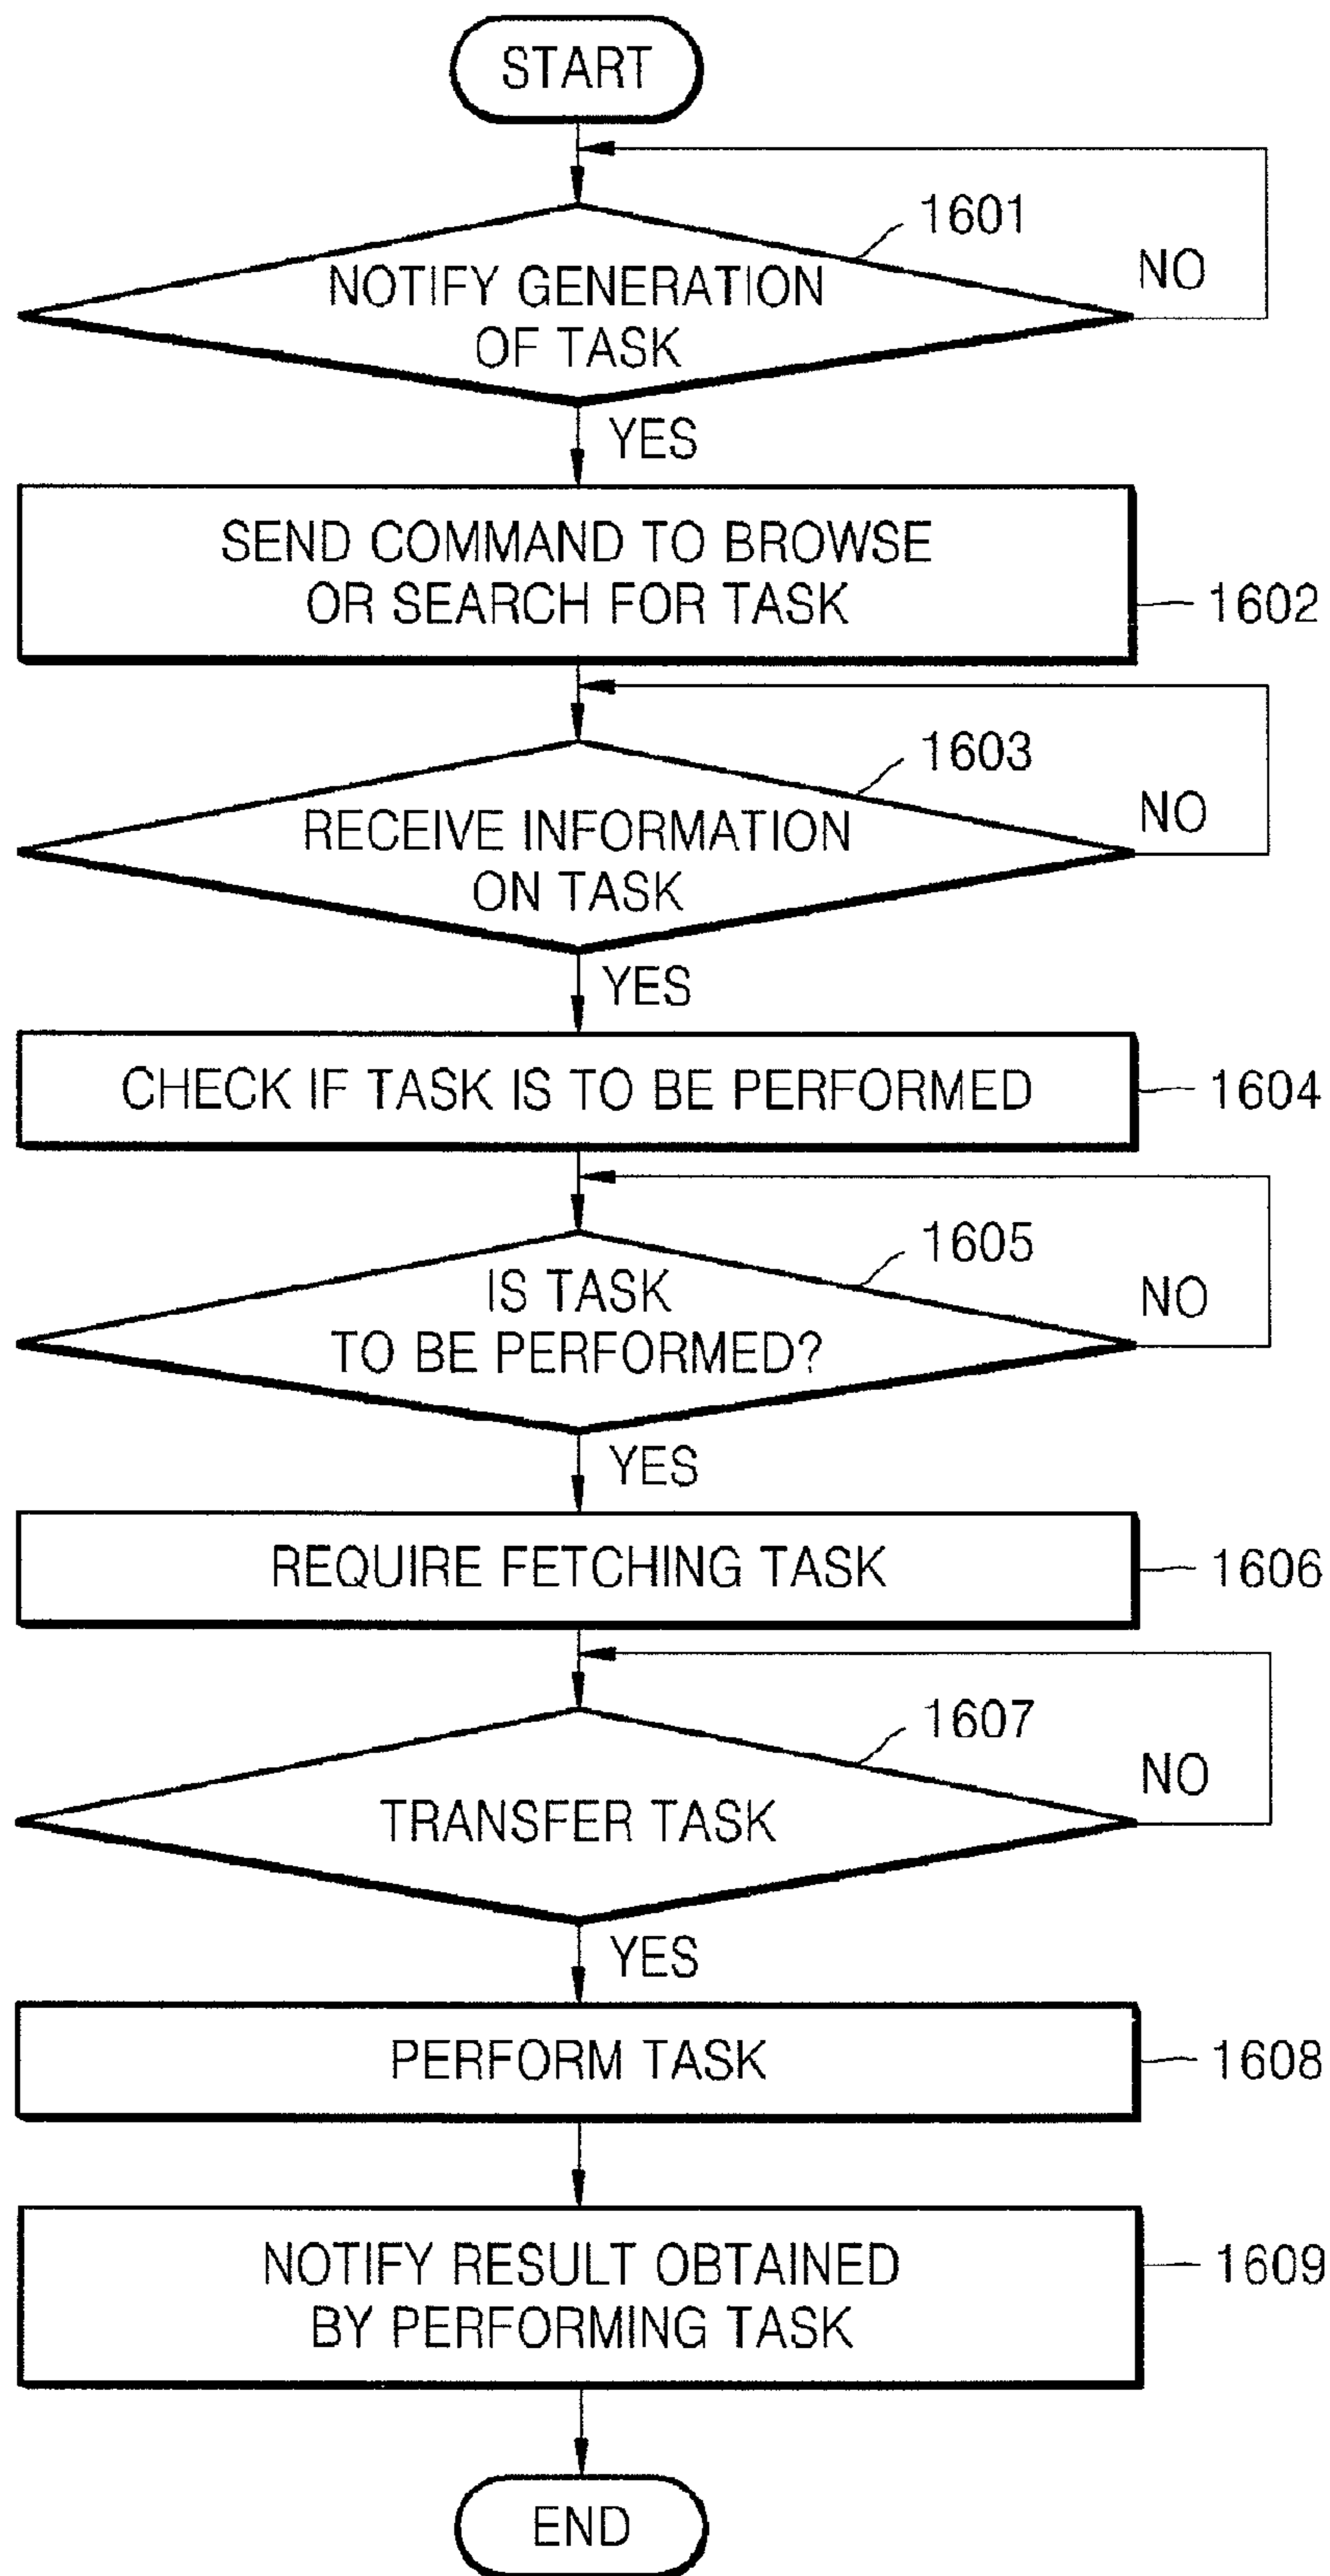 START
1601
NO
NOTIFY GENERATION
OF TASK
YES
SEND COMMAND TO BROWSE
OR SEARCH FOR TASK
1602
1603
NO
RECEIVE INFORMATION
ON TASK
YES
CHECK IF TASK IS TO BE PERFORMED
1604
1605
NO
IS TASK
TO BE PERFORMED?
YES
REQUIRE FETCHING TASK
1606
1607
NO
TRANSFER TASK
YES
PERFORM TASK
1608
NOTIFY RESULT OBTAINED
BY PERFORMING TASK
1609
END